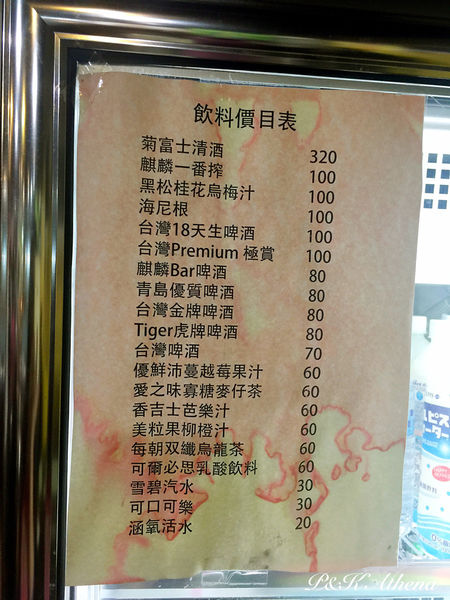 飲料價目表
菊富士清酒 320
麒麟一番搾 100
黑松桂花烏梅汁 100
海尼根 100
台灣18天生啤酒 100
台灣Premium 極賞 100
麒麟Bar啤酒 80
青島優質啤酒 80
台灣金牌啤酒 80
Tiger虎牌啤酒 80
台灣啤酒 70
優鮮沛蔓越莓果汁 60
愛之味寡糖麥仔茶 60
香吉士芭樂汁 60
美粒果柳橙汁 60
每朝双纖烏龍茶 60
可爾必思乳酸飲料 60
雪碧汽水 30
可口可樂 30
涵氧活水 20
P&K Athena